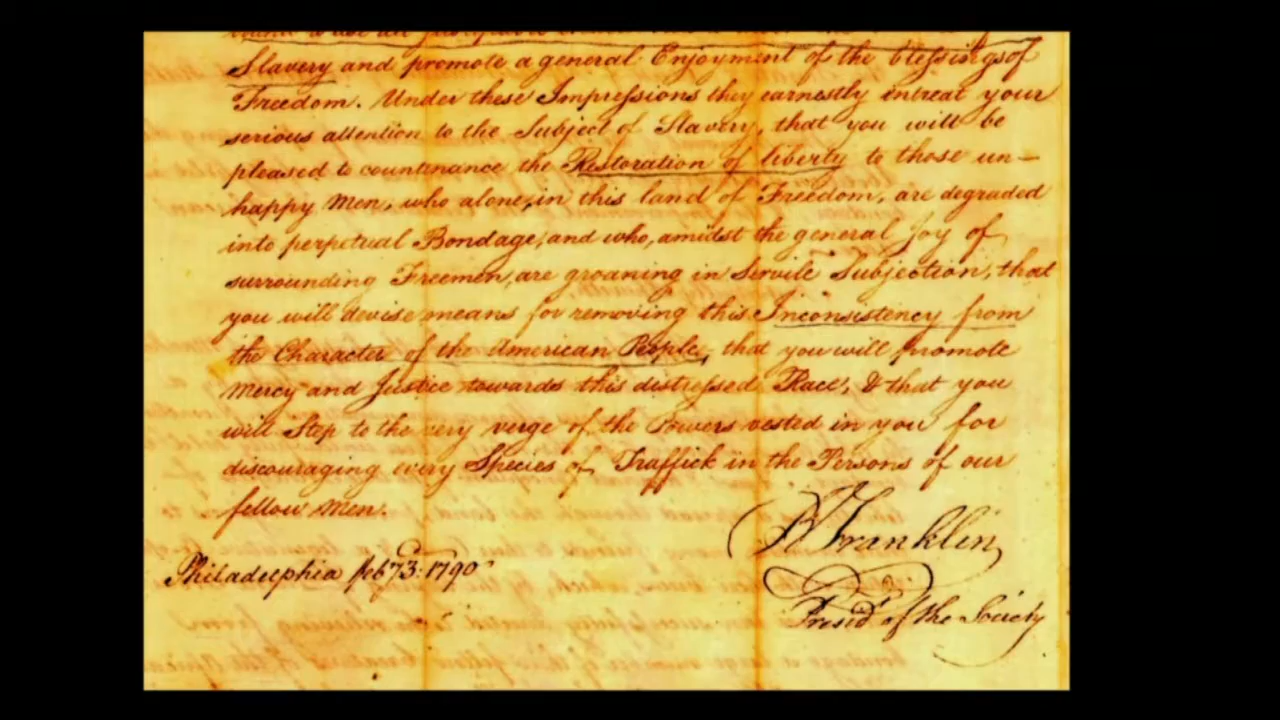 Slavery and promote a general Enjoyment of the bleſsings of
Freedom. Under these Impreſsions they earnestly intreat your
serious attention to the Subject of Slavery, that you will be
pleased to countenance the Restoration of liberty to those un-
happy Men, who alone, in this land of Freedom, are degraded
into perpetual Bondage, and who, amidst the general Joy of
surrounding Freemen, are groaning in Servile Subjection, that
you will devise means for removing this Inconsistency from
the Character of the American People, that you will promote
Mercy and Justice towards this distreſsed Race, & that you
will Step to the very verge of the Powers vested in you for
discouraging every Species of Traffick in the Persons of our
fellow Men.
B Franklin
Philadelphia feby 3: 1790
Presidt of the Society